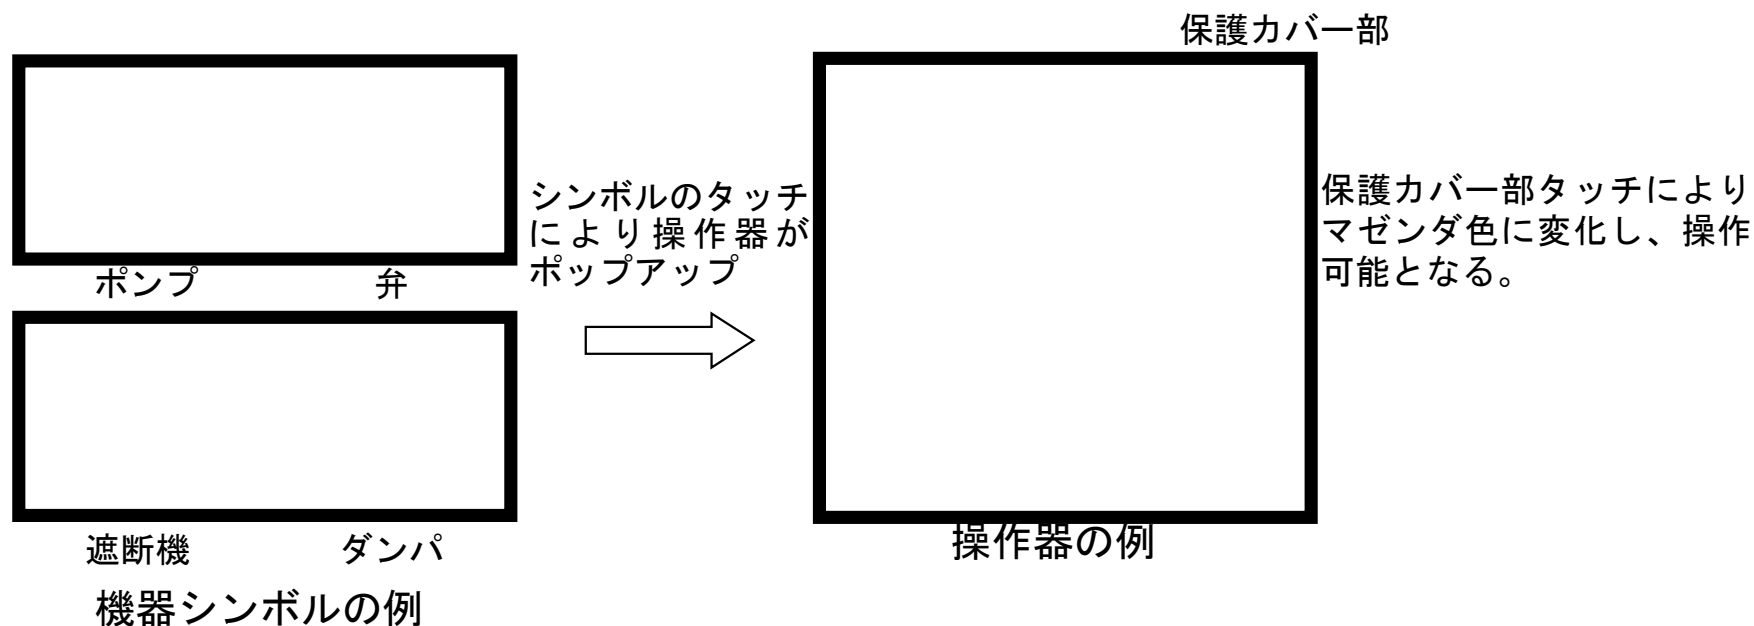 保護カバー部
シンボルのタッチ
により操作器が
ポップアップ
保護カバー部タッチにより
マゼンダ色に変化し、操作
可能となる。
ポンプ 弁
遮断機 ダンパ
機器シンボルの例
操作器の例